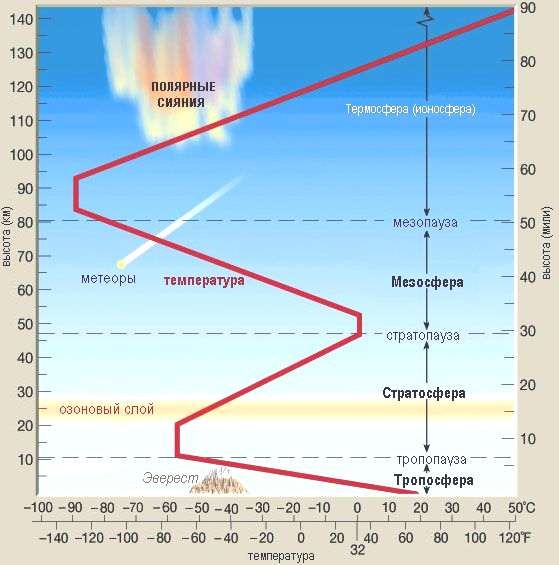 140
130
120
110
100
90
80
70
60
50
40
30
20
10
высота (км)
90
80
70
60
50
40
30
20
10
высота (мили)
ПОЛЯРНЫЕ
СИЯНИЯ
Термосфера (ионосфера)
мезопауза
метеоры
температура
Мезосфера
стратопауза
Стратосфера
озоновый слой
тропопауза
Эверест
Тропосфера
−100 −90 −80 −70 −60 −50 −40 −30 −20 −10 0 10 20 30 40 50°C
−140 −120 −100 −80 −60 −40 −20 0 20 40 60 80 100 120°F
32
температура